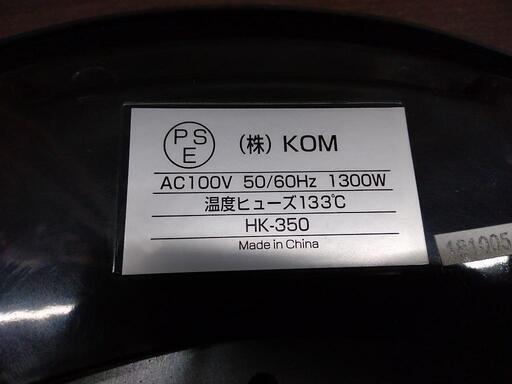 PSE (株) KOM
AC100V 50/60Hz 1300W
温度ヒューズ133℃
HK-350
Made in China
181005